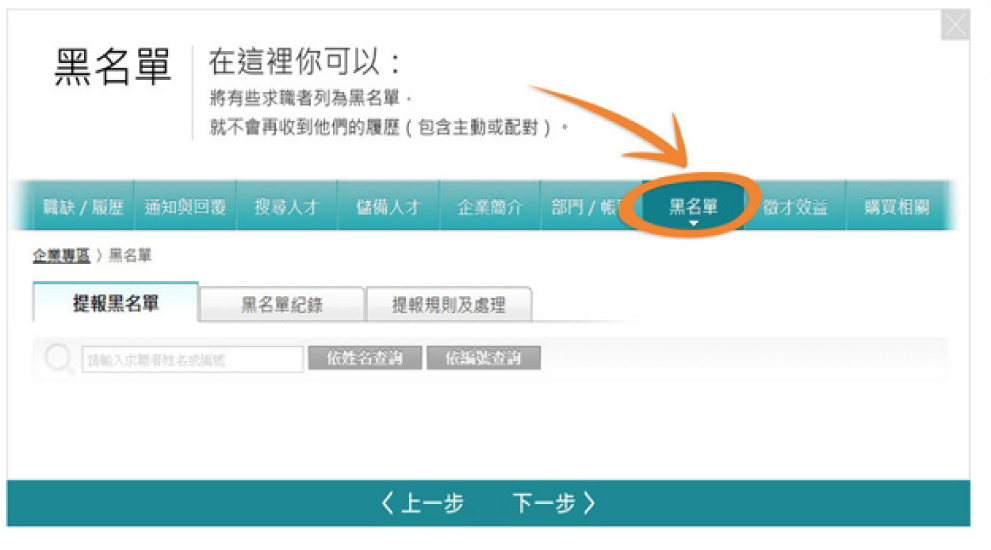 黑名單
在這裡你可以：
將有些求職者列為黑名單，
就不會再收到他們的履歷（包含主動或配對）。
職缺 / 履歷 通知與回覆 搜尋人才 儲備人才 企業簡介 部門 / 帳 黑名單 徵才效益 購買相關
企業專區 〉黑名單
提報黑名單 黑名單紀錄 提報規則及處理
請輸入求職者姓名或編號 依姓名查詢 依編號查詢
〈 上一步 下一步 〉